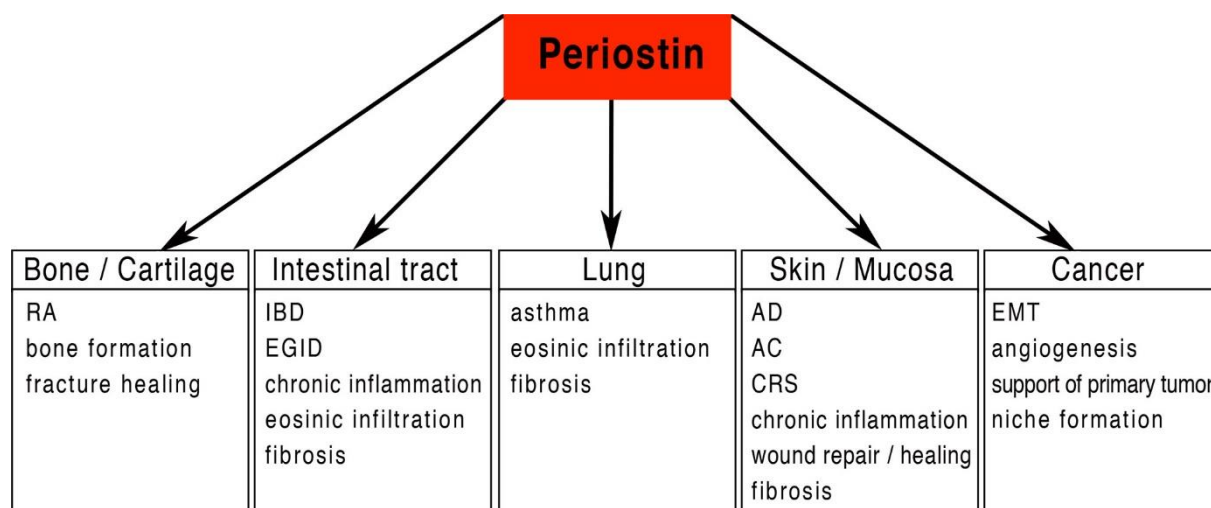 Periostin
Bone / Cartilage
RA
bone formation
fracture healing
Intestinal tract
IBD
EGID
chronic inflammation
eosinic infiltration
fibrosis
Lung
asthma
eosinic infiltration
fibrosis
Skin / Mucosa
AD
AC
CRS
chronic inflammation
wound repair / healing
fibrosis
Cancer
EMT
angiogenesis
support of primary tumor
niche formation